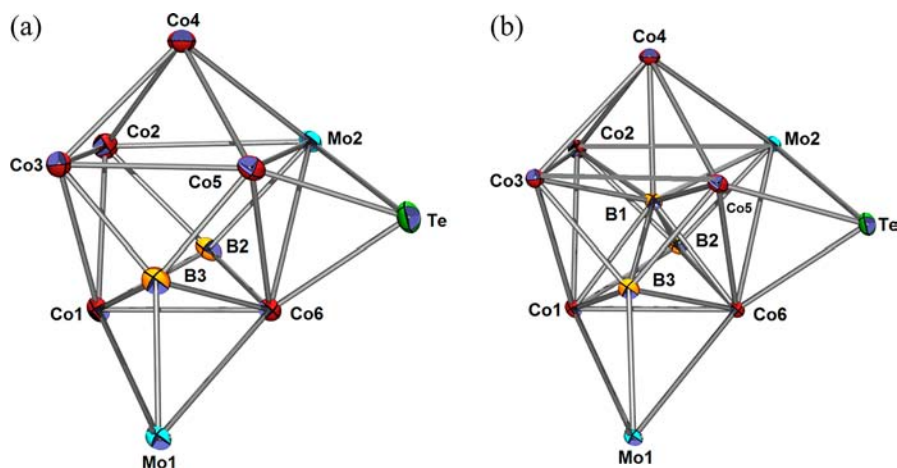 (a)
Co4
Co2
Mo2
Co3
Co5
Te
B2
B3
Co1
Co6
Mo1
(b)
Co4
Co2
Mo2
Co3
Co5
B1
Te
B2
B3
Co1
Co6
Mo1